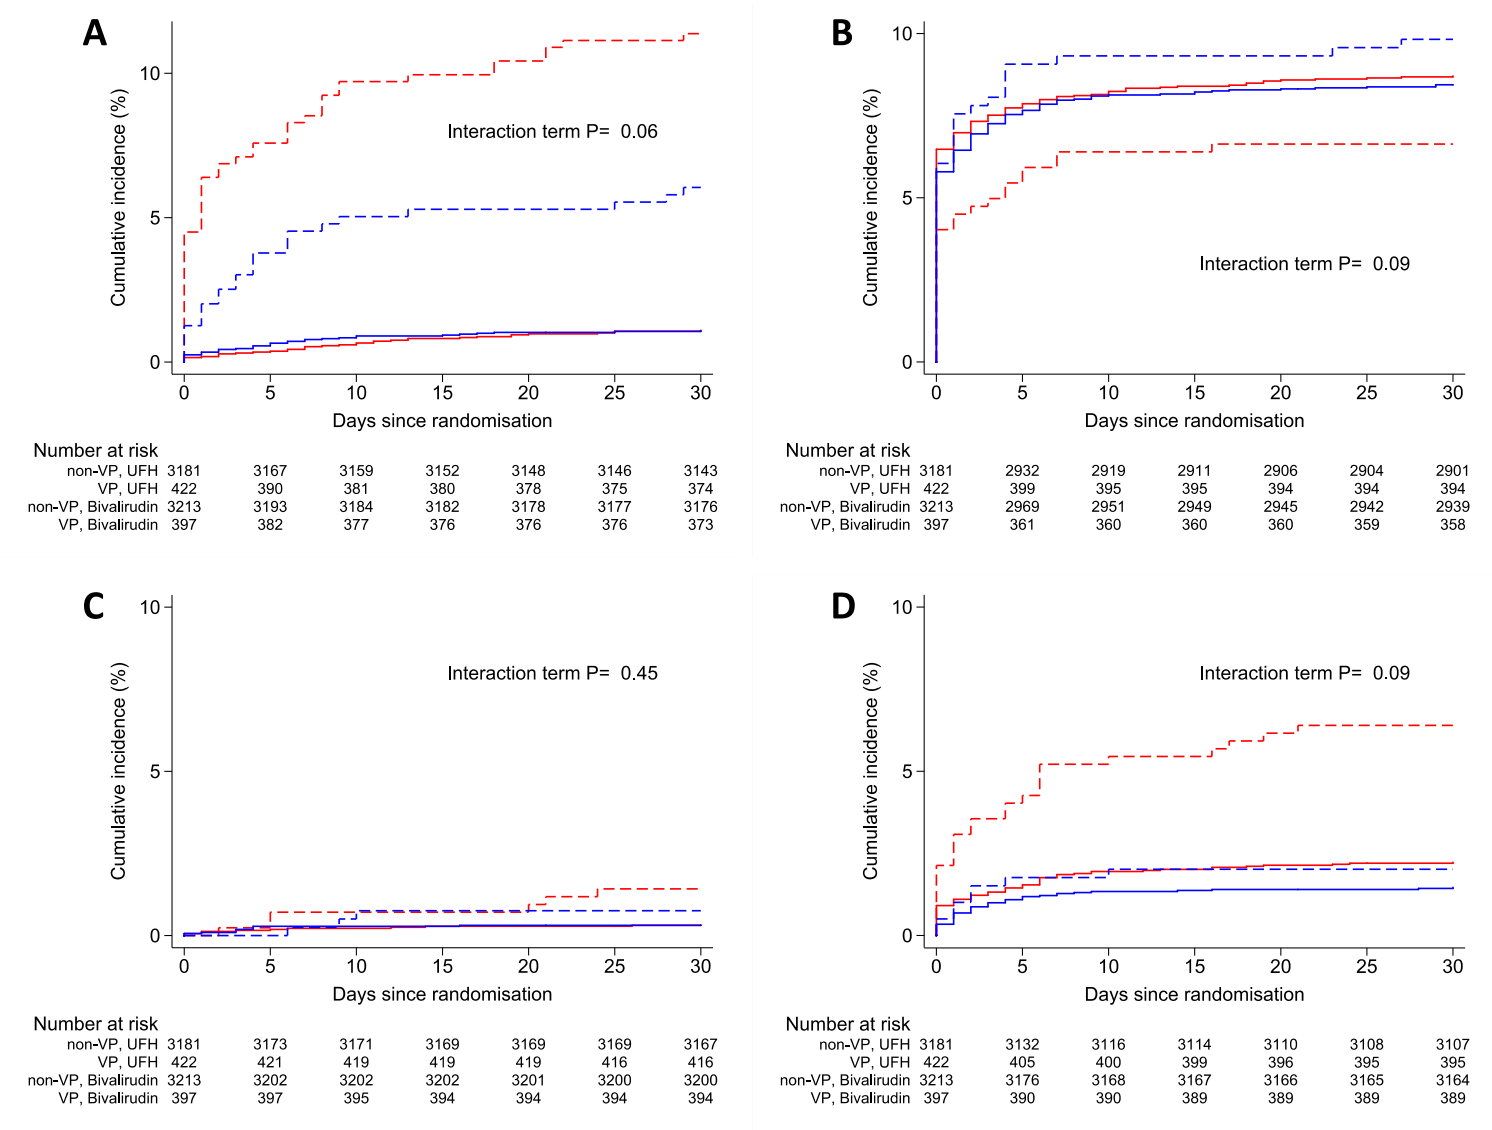 A
Cumulative incidence (%)
10
5
0
Interaction term P= 0.06
0 5 10 15 20 25 30
Days since randomisation
Number at risk
non-VP, UFH 3181 3167 3159 3152 3148 3146 3143
VP, UFH 422 390 381 380 378 375 374
non-VP, Bivalirudin 3213 3193 3184 3182 3178 3177 3176
VP, Bivalirudin 397 382 377 376 376 376 373
B
Cumulative incidence (%)
10
5
0
Interaction term P= 0.09
0 5 10 15 20 25 30
Days since randomisation
Number at risk
non-VP, UFH 3181 2932 2919 2911 2906 2904 2901
VP, UFH 422 399 395 395 394 394 394
non-VP, Bivalirudin 3213 2969 2951 2949 2945 2942 2939
VP, Bivalirudin 397 361 360 360 360 359 358
C
Cumulative incidence (%)
10
5
0
Interaction term P= 0.45
0 5 10 15 20 25 30
Days since randomisation
Number at risk
non-VP, UFH 3181 3173 3171 3169 3169 3169 3167
VP, UFH 422 421 419 419 419 416 416
non-VP, Bivalirudin 3213 3202 3202 3202 3201 3200 3200
VP, Bivalirudin 397 397 395 394 394 394 394
D
Cumulative incidence (%)
10
5
0
Interaction term P= 0.09
0 5 10 15 20 25 30
Days since randomisation
Number at risk
non-VP, UFH 3181 3132 3116 3114 3110 3108 3107
VP, UFH 422 405 400 399 396 395 395
non-VP, Bivalirudin 3213 3176 3168 3167 3166 3165 3164
VP, Bivalirudin 397 390 390 389 389 389 389